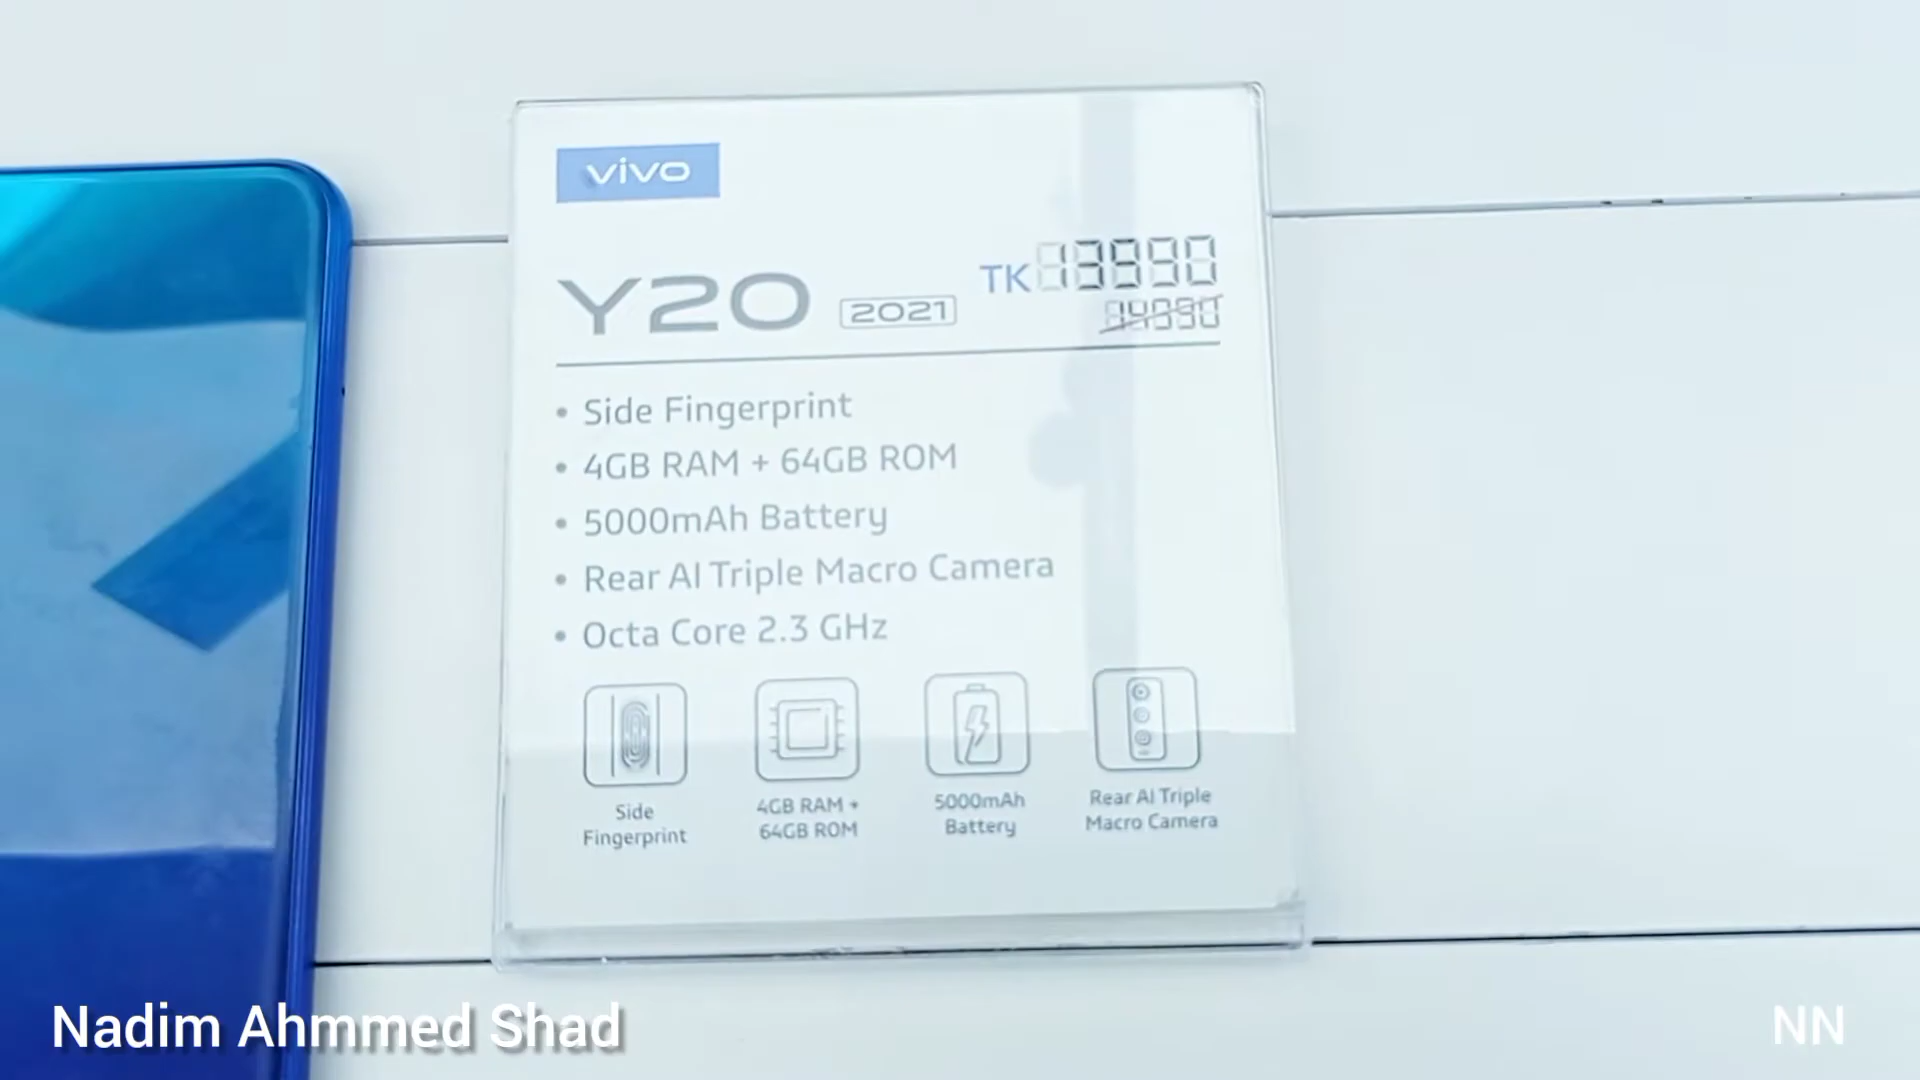 vivo
Y20 2021 TK 13990
14990
• Side Fingerprint
• 4GB RAM + 64GB ROM
• 5000mAh Battery
• Rear AI Triple Macro Camera
• Octa Core 2.3 GHz
Side
Fingerprint
4GB RAM +
64GB ROM
5000mAh
Battery
Rear AI Triple
Macro Camera
Nadim Ahmmed Shad
NN